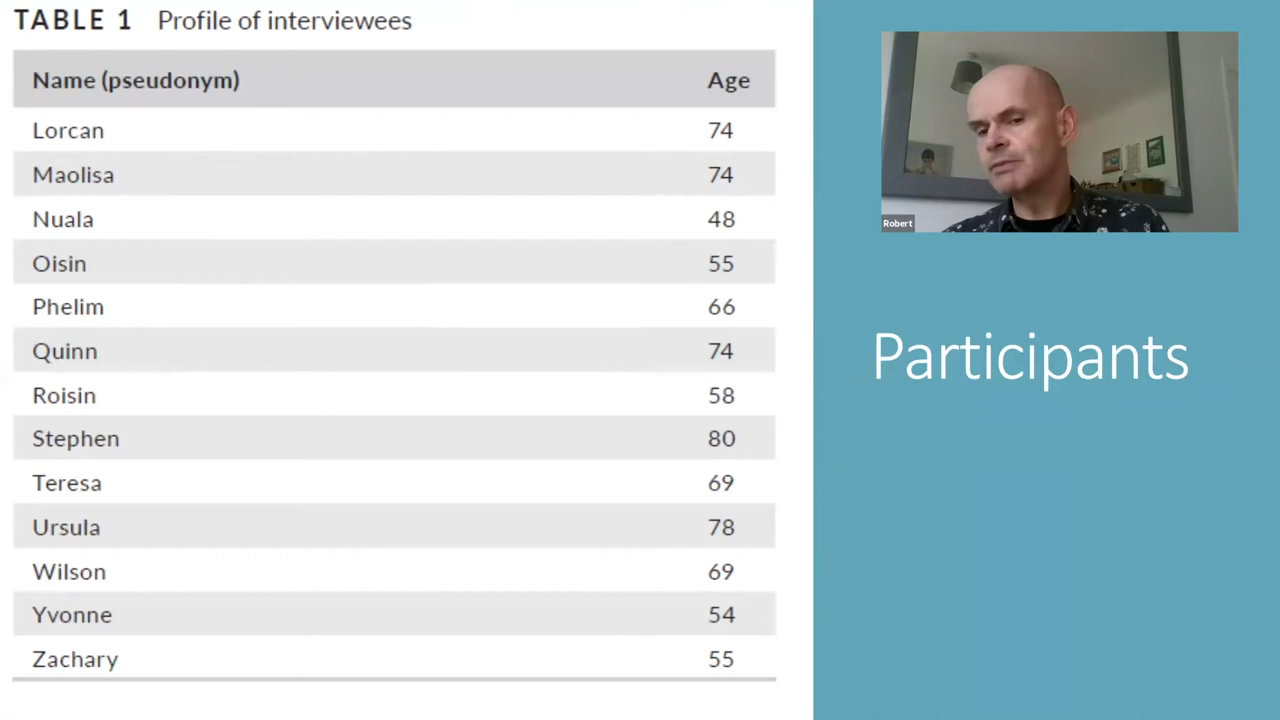 TABLE 1 Profile of interviewees
Name (pseudonym) Age
Lorcan 74
Maolisa 74
Nuala 48
Oisin 55
Phelim 66
Quinn 74
Roisin 58
Stephen 80
Teresa 69
Ursula 78
Wilson 69
Yvonne 54
Zachary 55
Robert
Participants